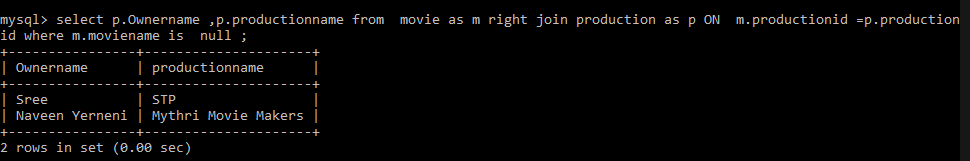 mysql> select p.Ownername ,p.productionname from  movie as m right join production as p ON  m.productionid =p.production
id where m.moviename is  null ;
+----------------+---------------------+
| Ownername      | productionname      |
+----------------+---------------------+
| Sree           | STP                 |
| Naveen Yerneni | Mythri Movie Makers |
+----------------+---------------------+
2 rows in set (0.00 sec)